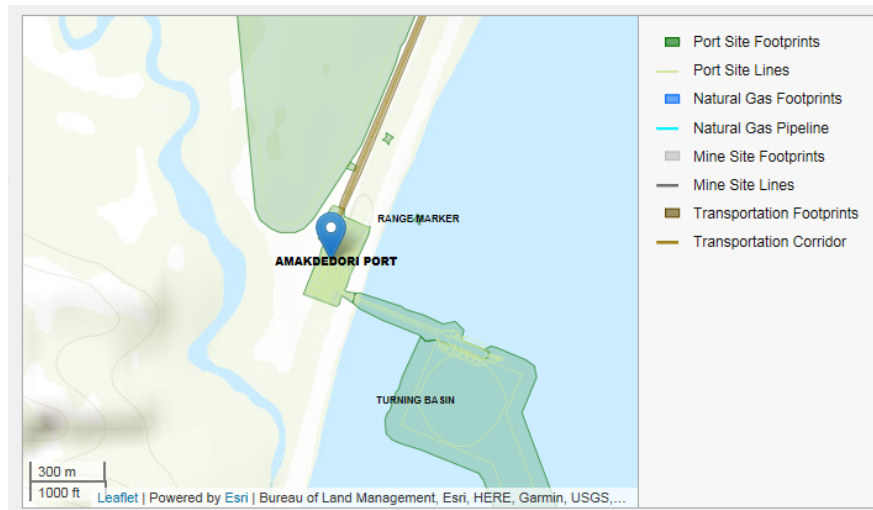 RANGE MARKER
AMAKDEDORI PORT
TURNING BASIN
300 m
1000 ft
Leaflet | Powered by Esri | Bureau of Land Management, Esri, HERE, Garmin, USGS,...
Port Site Footprints
Port Site Lines
Natural Gas Footprints
Natural Gas Pipeline
Mine Site Footprints
Mine Site Lines
Transportation Footprints
Transportation Corridor